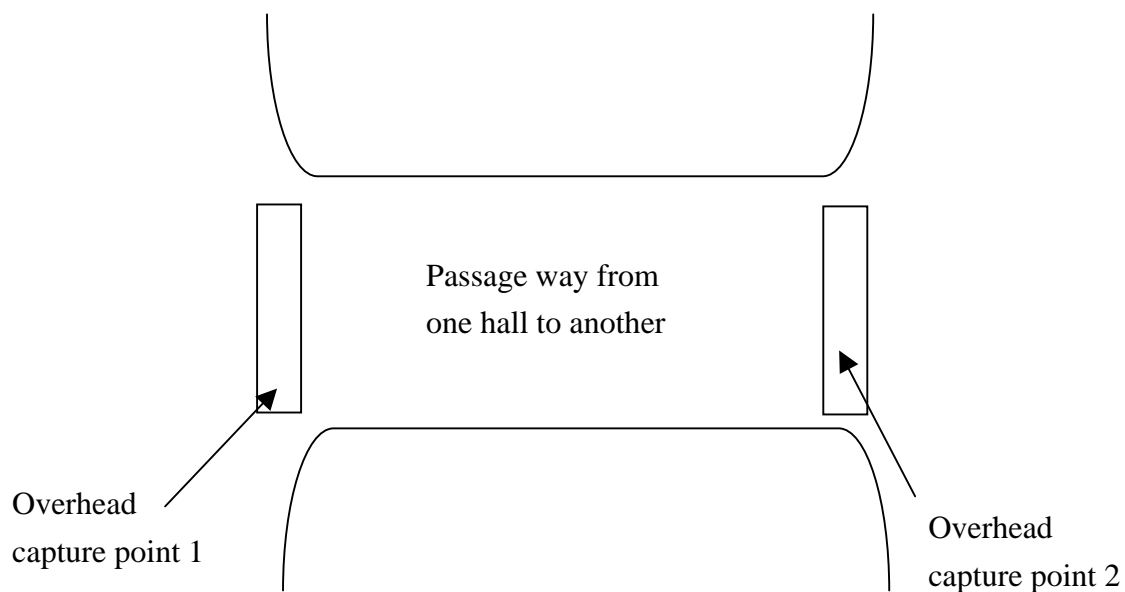 Passage way from
one hall to another
Overhead
capture point 1
Overhead
capture point 2